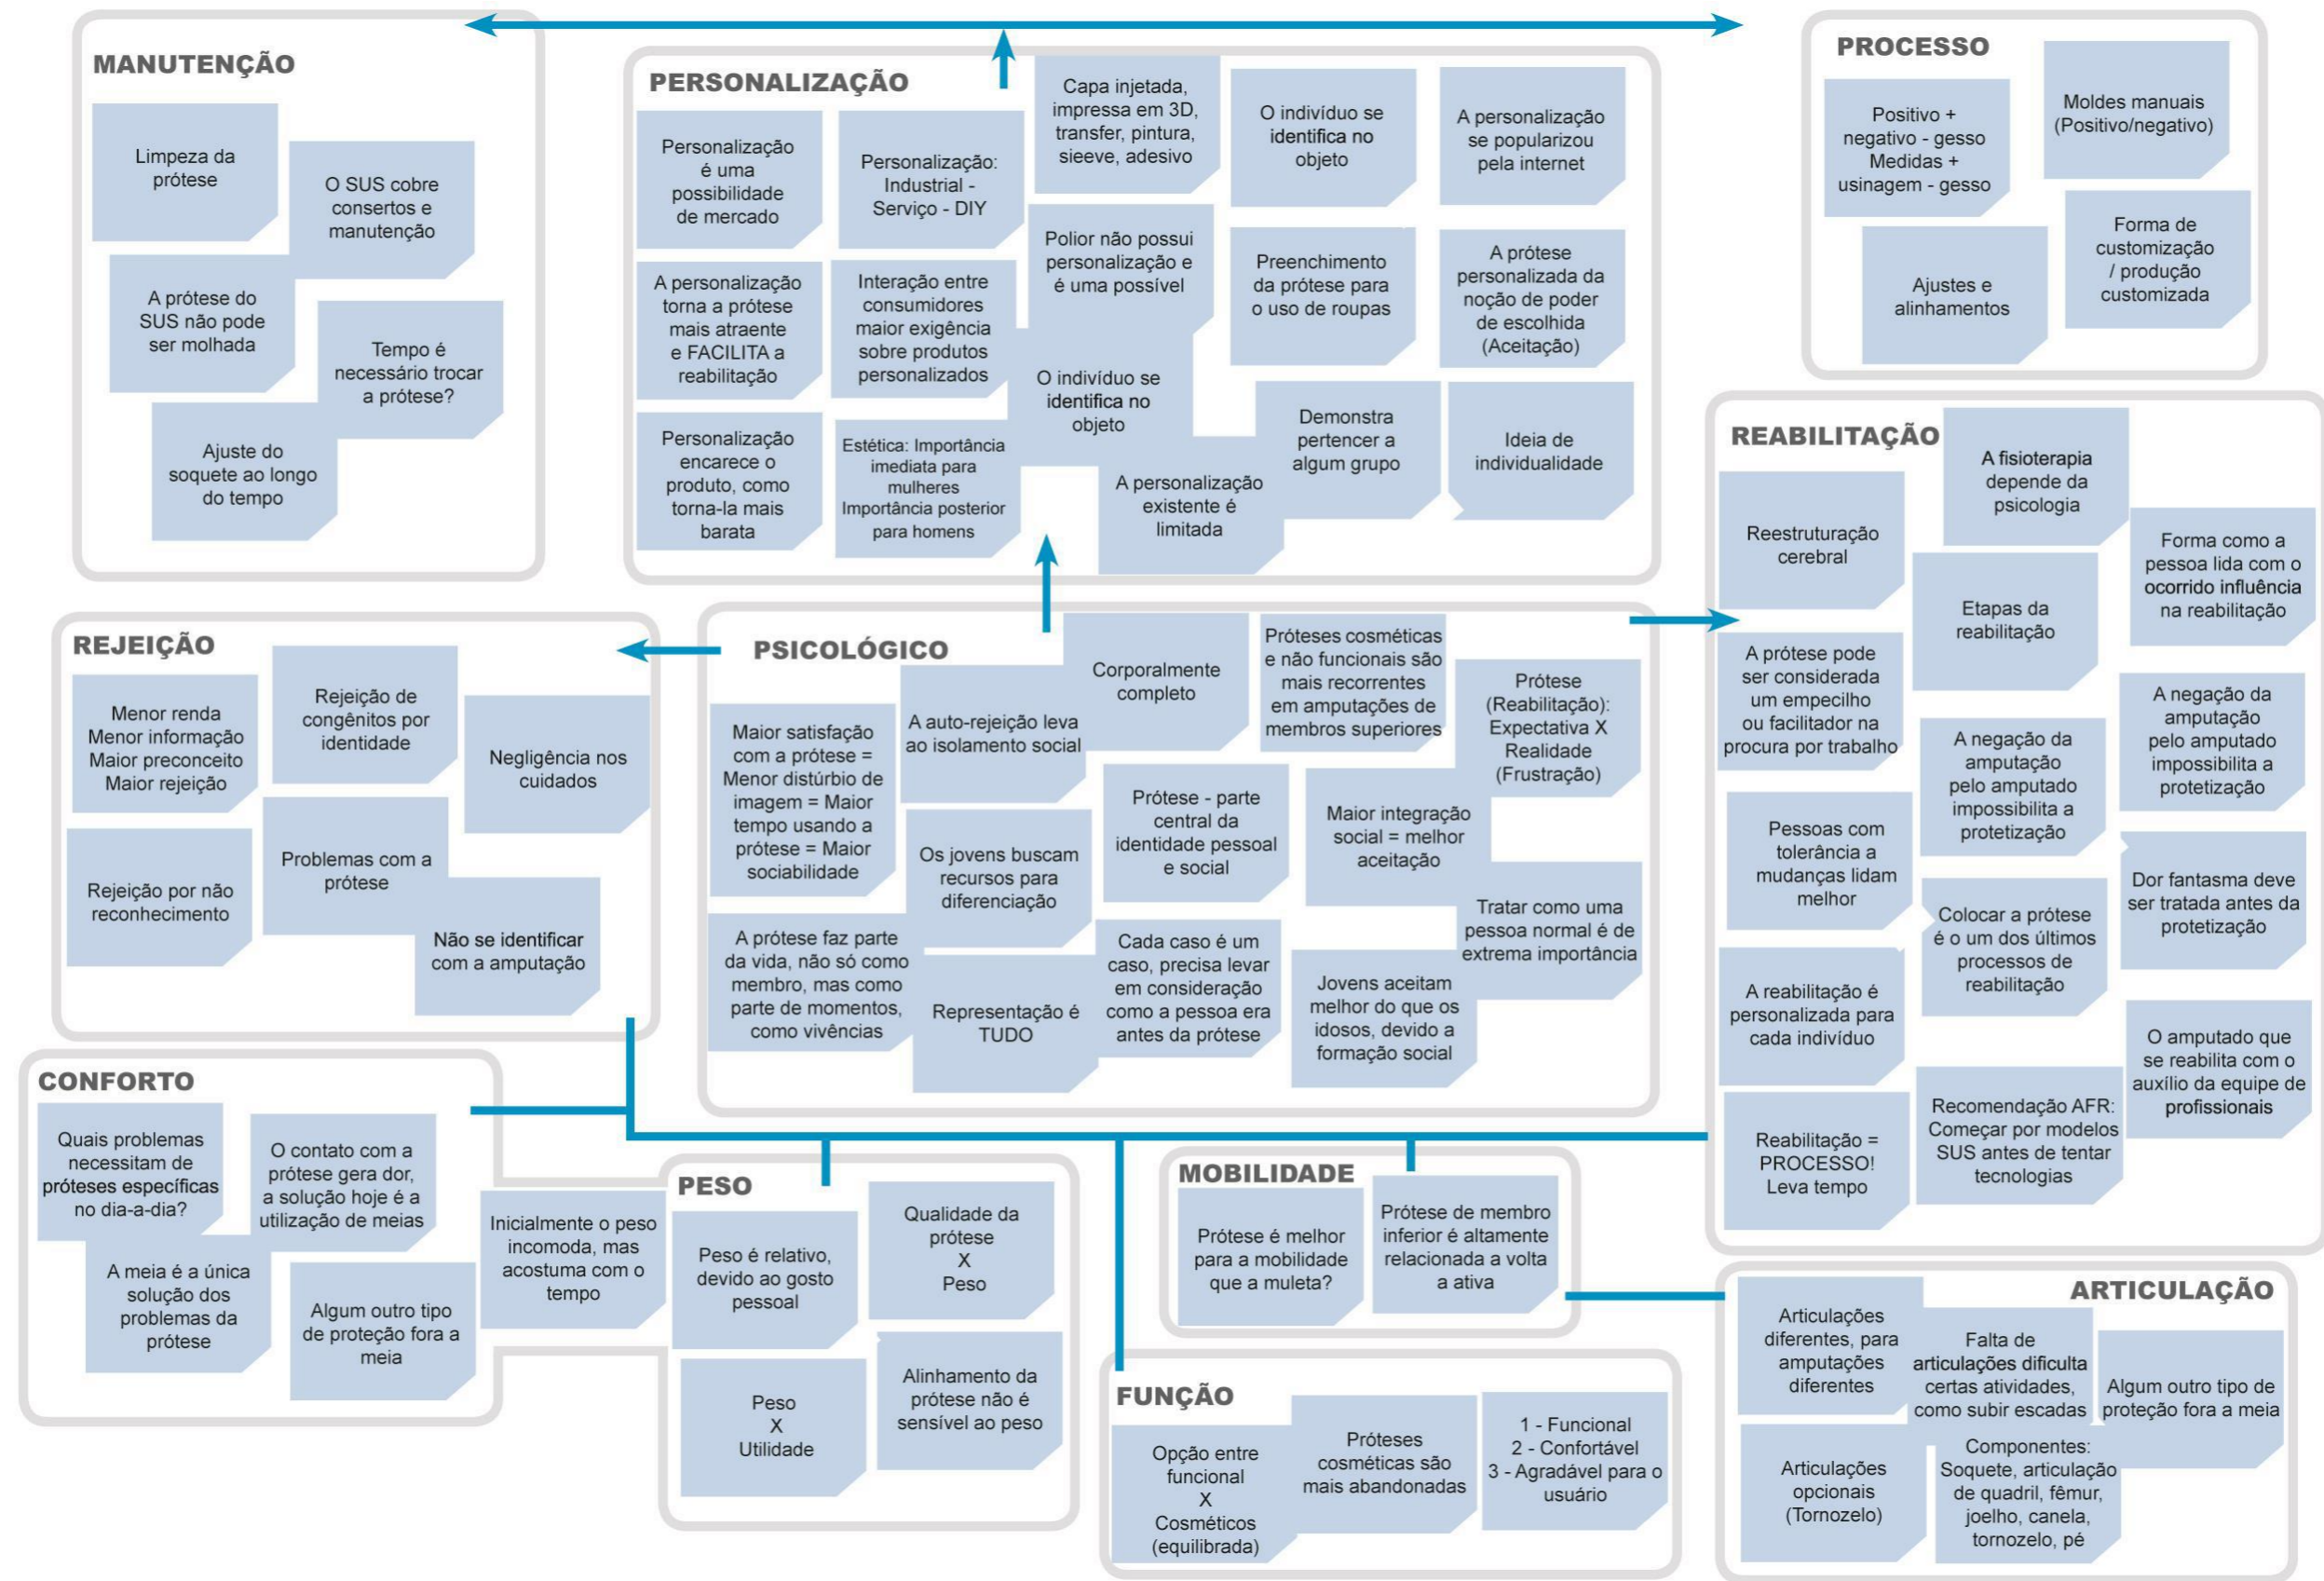 MANUTENÇÃO
Limpeza da
prótese
O SUS cobre
consertos e
manutenção
A prótese do
SUS não pode
ser molhada
Tempo é
necessário trocar
a prótese?
Ajuste do
soquete ao longo
do tempo
PERSONALIZAÇÃO
Personalização
é uma
possibilidade
de mercado
Personalização:
Industrial -
Serviço - DIY
Capa injetada,
impressa em 3D,
transfer, pintura,
sieeve, adesivo
O indivíduo se
identifica no
objeto
A personalização
se popularizou
pela internet
A personalização
torna a prótese
mais atraente
e FACILITA a
reabilitação
Interação entre
consumidores
maior exigência
sobre produtos
personalizados
Polior não possui
personalização e
é uma possível
Preenchimento
da prótese para
o uso de roupas
A prótese
personalizada da
noção de poder
de escolhida
(Aceitação)
Personalização
encarece o
produto, como
torna-la mais
barata
Estética: Importância
imediata para
mulheres
Importância posterior
para homens
O indivíduo se
identifica no
objeto
A personalização
existente é
limitada
Demonstra
pertencer a
algum grupo
Ideia de
individualidade
PROCESSO
Positivo +
negativo - gesso
Medidas +
usinagem - gesso
Moldes manuais
(Positivo/negativo)
Forma de
customização
/ produção
customizada
Ajustes e
alinhamentos
REJEIÇÃO
Menor renda
Menor informação
Maior preconceito
Maior rejeição
Rejeição de
congênitos por
identidade
Negligência nos
cuidados
Rejeição por não
reconhecimento
Problemas com a
prótese
Não se identificar
com a amputação
PSICOLÓGICO
Maior satisfação
com a prótese =
Menor distúrbio de
imagem = Maior
tempo usando a
prótese = Maior
sociabilidade
A auto-rejeição leva
ao isolamento social
Corporalmente
completo
Próteses cosméticas
e não funcionais são
mais recorrentes
em amputações de
membros superiores
Prótese
(Reabilitação):
Expectativa X
Realidade
(Frustração)
Os jovens buscam
recursos para
diferenciação
Prótese - parte
central da
identidade pessoal
e social
Maior integração
social = melhor
aceitação
Tratar como uma
pessoa normal é de
extrema importância
A prótese faz parte
da vida, não só como
membro, mas como
parte de momentos,
como vivências
Representação é
TUDO
Cada caso é um
caso, precisa levar
em consideração
como a pessoa era
antes da prótese
Jovens aceitam
melhor do que os
idosos, devido a
formação social
REABILITAÇÃO
Reestruturação
cerebral
A fisioterapia
depende da
psicologia
Forma como a
pessoa lida com o
ocorrido influência
na reabilitação
Etapas da
reabilitação
A prótese pode
ser considerada
um empecilho
ou facilitador na
procura por trabalho
A negação da
amputação
pelo amputado
impossibilita a
protetização
A negação da
amputação
pelo amputado
impossibilita a
protetização
Pessoas com
tolerância a
mudanças lidam
melhor
Colocar a prótese
é o um dos últimos
processos de
reabilitação
Dor fantasma deve
ser tratada antes da
protetização
A reabilitação é
personalizada para
cada indivíduo
O amputado que
se reabilita com o
auxílio da equipe de
profissionais
Reabilitação =
PROCESSO!
Leva tempo
Recomendação AFR:
Começar por modelos
SUS antes de tentar
tecnologias
CONFORTO
Quais problemas
necessitam de
próteses específicas
no dia-a-dia?
O contato com a
prótese gera dor,
a solução hoje é a
utilização de meias
A meia é a única
solução dos
problemas da
prótese
Algum outro tipo
de proteção fora a
meia
Inicialmente o peso
incomoda, mas
acostuma com o
tempo
PESO
Peso é relativo,
devido ao gosto
pessoal
Qualidade da
prótese
X
Peso
Peso
X
Utilidade
Alinhamento da
prótese não é
sensível ao peso
MOBILIDADE
Prótese é melhor
para a mobilidade
que a muleta?
Prótese de membro
inferior é altamente
relacionada a volta
a ativa
FUNÇÃO
Opção entre
funcional
X
Cosméticos
(equilibrada)
Próteses
cosméticas são
mais abandonadas
1 - Funcional
2 - Confortável
3 - Agradável para o
usuário
ARTICULAÇÃO
Articulações
diferentes, para
amputações
diferentes
Falta de
articulações dificulta
certas atividades,
como subir escadas
Algum outro tipo de
proteção fora a meia
Articulações
opcionais
(Tornozelo)
Componentes:
Soquete, articulação
de quadril, fêmur,
joelho, canela,
tornozelo, pé